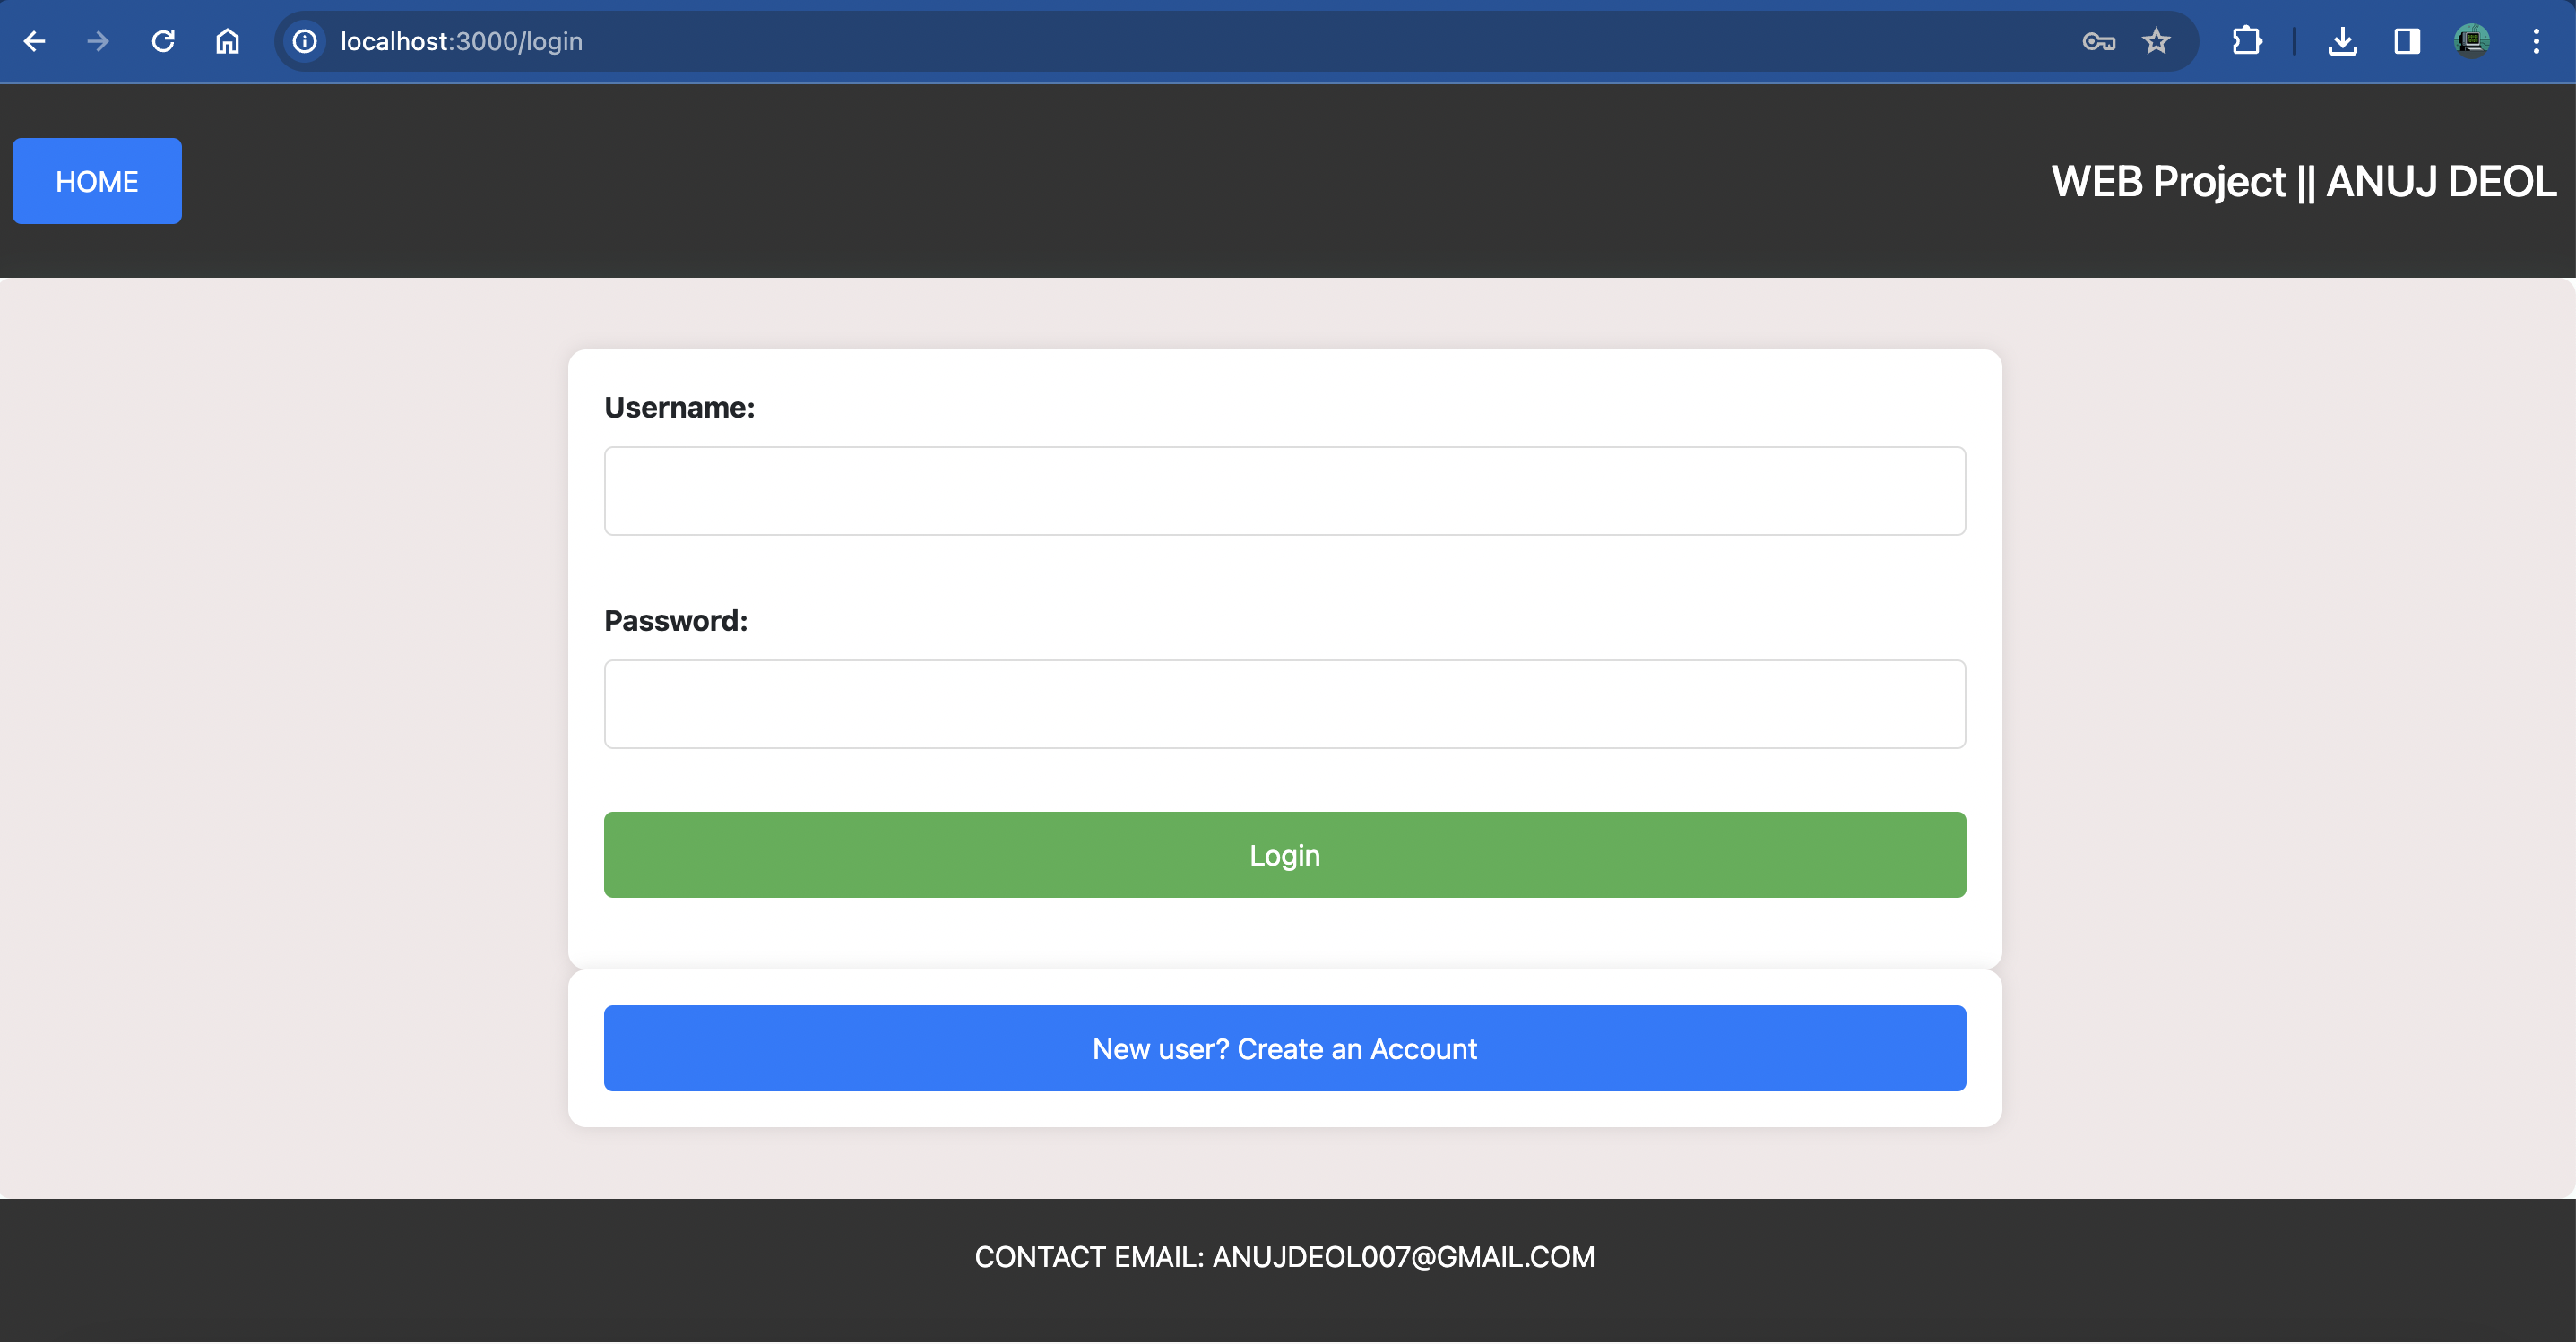 localhost:3000/login
HOME
WEB Project || ANUJ DEOL
Username:
Password:
Login
New user? Create an Account
CONTACT EMAIL: ANUJDEOL007@GMAIL.COM